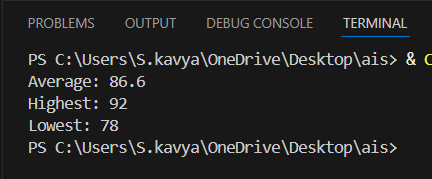 PROBLEMS OUTPUT DEBUG CONSOLE TERMINAL
PS C:\Users\S.kavya\OneDrive\Desktop\ais> & C
Average: 86.6
Highest: 92
Lowest: 78
PS C:\Users\S.kavya\OneDrive\Desktop\ais>